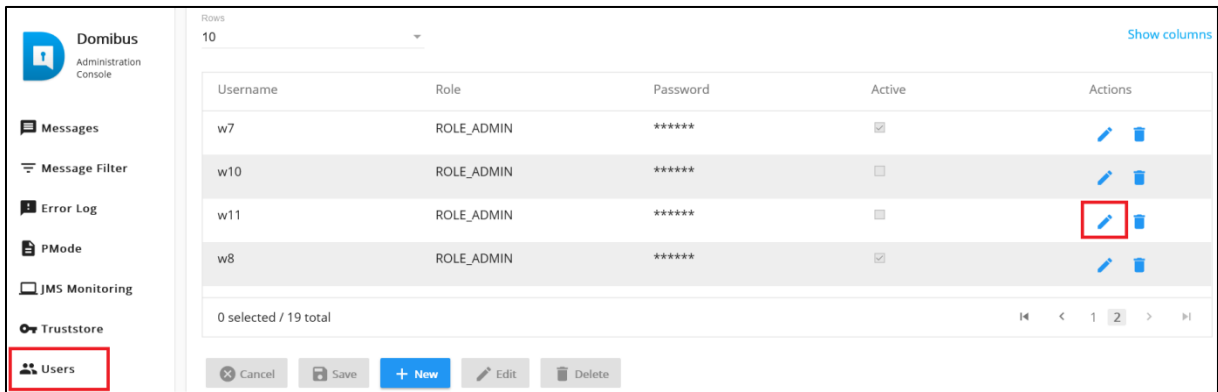 Domibus
Administration
Console
Messages
Message Filter
Error Log
PMode
JMS Monitoring
Truststore
Users
Rows
10
Show columns
Username Role Password Active Actions
w7 ROLE_ADMIN ******
w10 ROLE_ADMIN ******
w11 ROLE_ADMIN ******
w8 ROLE_ADMIN ******
0 selected / 19 total 1 2
Cancel Save + New Edit Delete